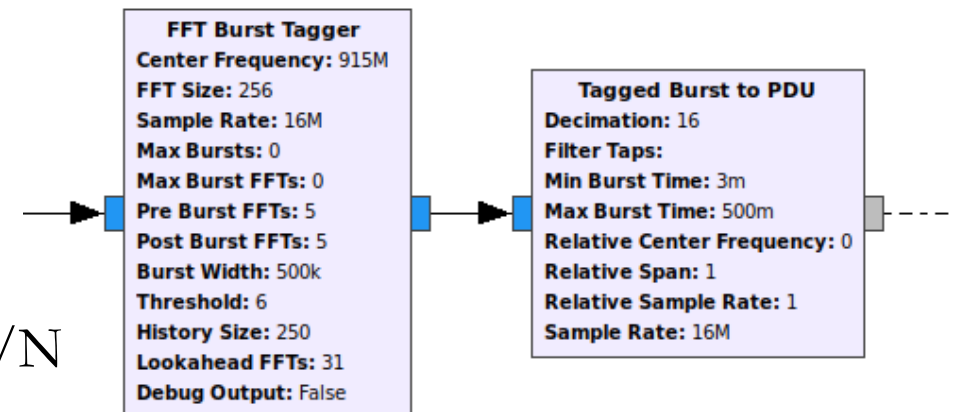 FFT Burst Tagger
Center Frequency: 915M
FFT Size: 256
Sample Rate: 16M
Max Bursts: 0
Max Burst FFTs: 0
Pre Burst FFTs: 5
Post Burst FFTs: 5
Burst Width: 500k
Threshold: 6
History Size: 250
Lookahead FFTs: 31
Debug Output: False
/N
Tagged Burst to PDU
Decimation: 16
Filter Taps:
Min Burst Time: 3m
Max Burst Time: 500m
Relative Center Frequency: 0
Relative Span: 1
Relative Sample Rate: 1
Sample Rate: 16M